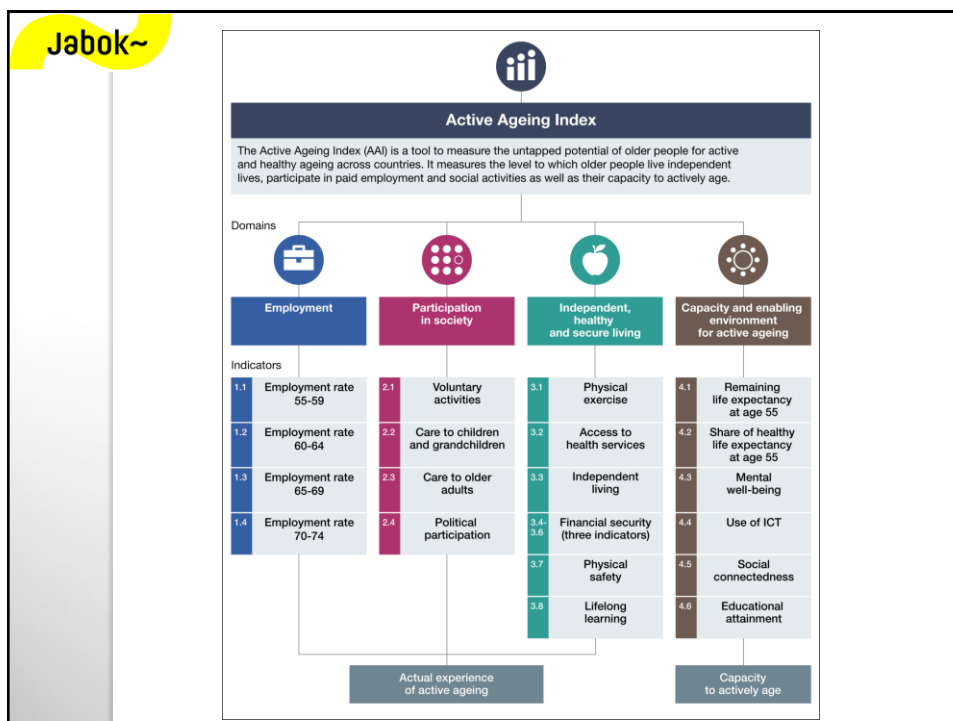 Jabok~
Active Ageing Index
The Active Ageing Index (AAI) is a tool to measure the untapped potential of older people for active
and healthy ageing across countries. It measures the level to which older people live independent
lives, participate in paid employment and social activities as well as their capacity to actively age.
Domains
Employment
Participation
in society
Independent,
healthy
and secure living
Capacity and enabling
environment
for active ageing
Indicators
1.1 Employment rate
55-59
1.2 Employment rate
60-64
1.3 Employment rate
65-69
1.4 Employment rate
70-74
2.1 Voluntary
activities
2.2 Care to children
and grandchildren
2.3 Care to older
adults
2.4 Political
participation
3.1 Physical
exercise
3.2 Access to
health services
3.3 Independent
living
3.4- Financial security
3.6 (three indicators)
3.7 Physical
safety
3.8 Lifelong
learning
4.1 Remaining
life expectancy
at age 55
4.2 Share of healthy
life expectancy
at age 55
4.3 Mental
well-being
4.4 Use of ICT
4.5 Social
connectedness
4.6 Educational
attainment
Actual experience
of active ageing
Capacity
to actively age